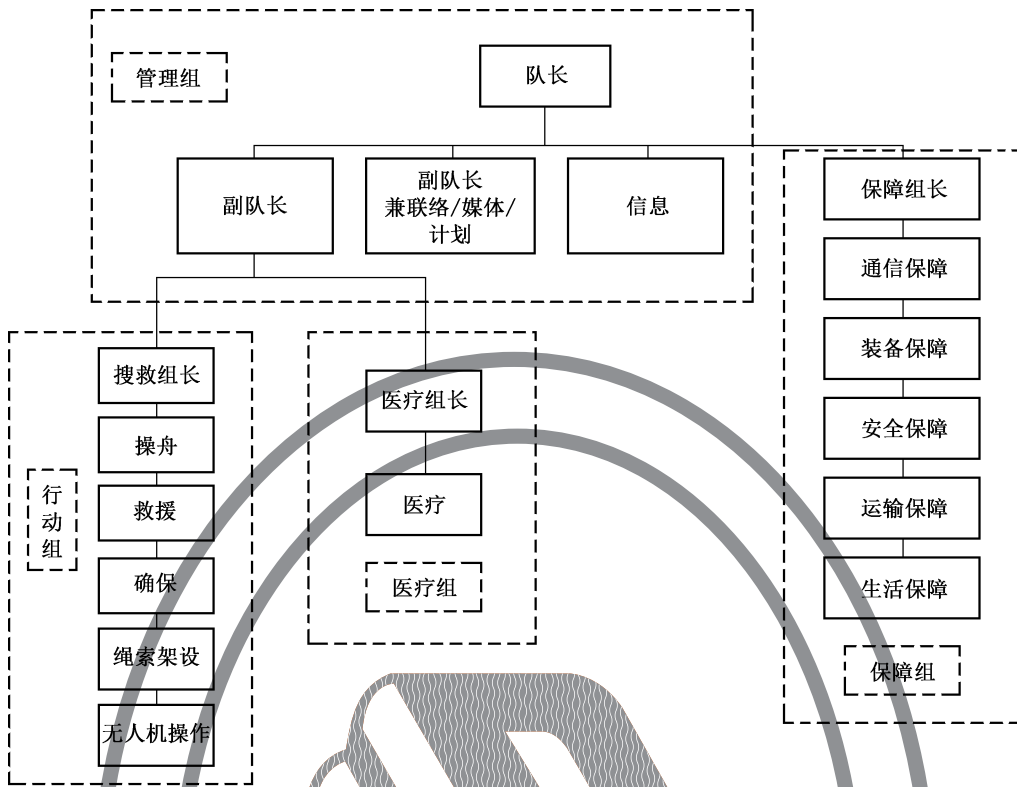 管理组
队长
副队长
副队长
兼联络/媒体/
计划
信息
保障组长
通信保障
装备保障
安全保障
运输保障
生活保障
保障组
搜救组长
操舟
救援
确保
绳索架设
无人机操作
行
动
组
医疗组长
医疗
医疗组